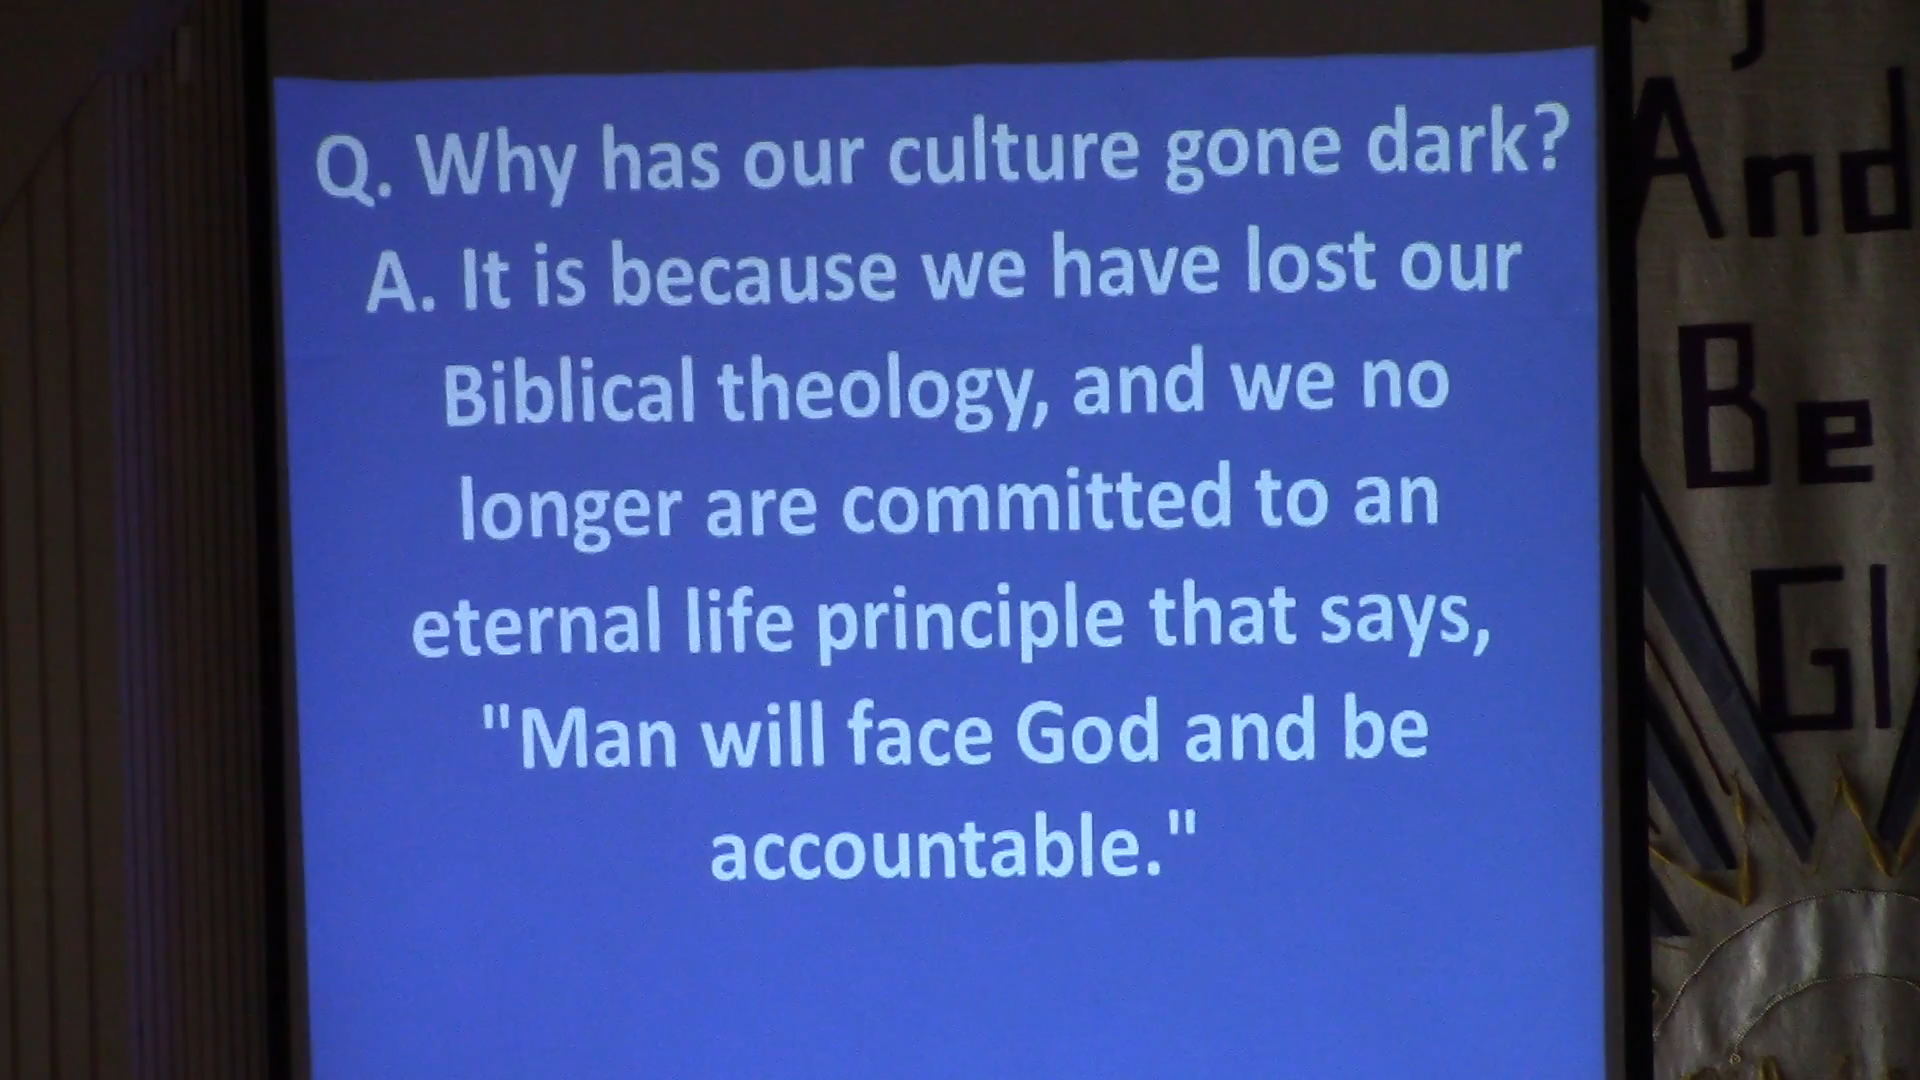 Q. Why has our culture gone dark?
A. It is because we have lost our
Biblical theology, and we no
longer are committed to an
eternal life principle that says,
"Man will face God and be
accountable."
And
Be